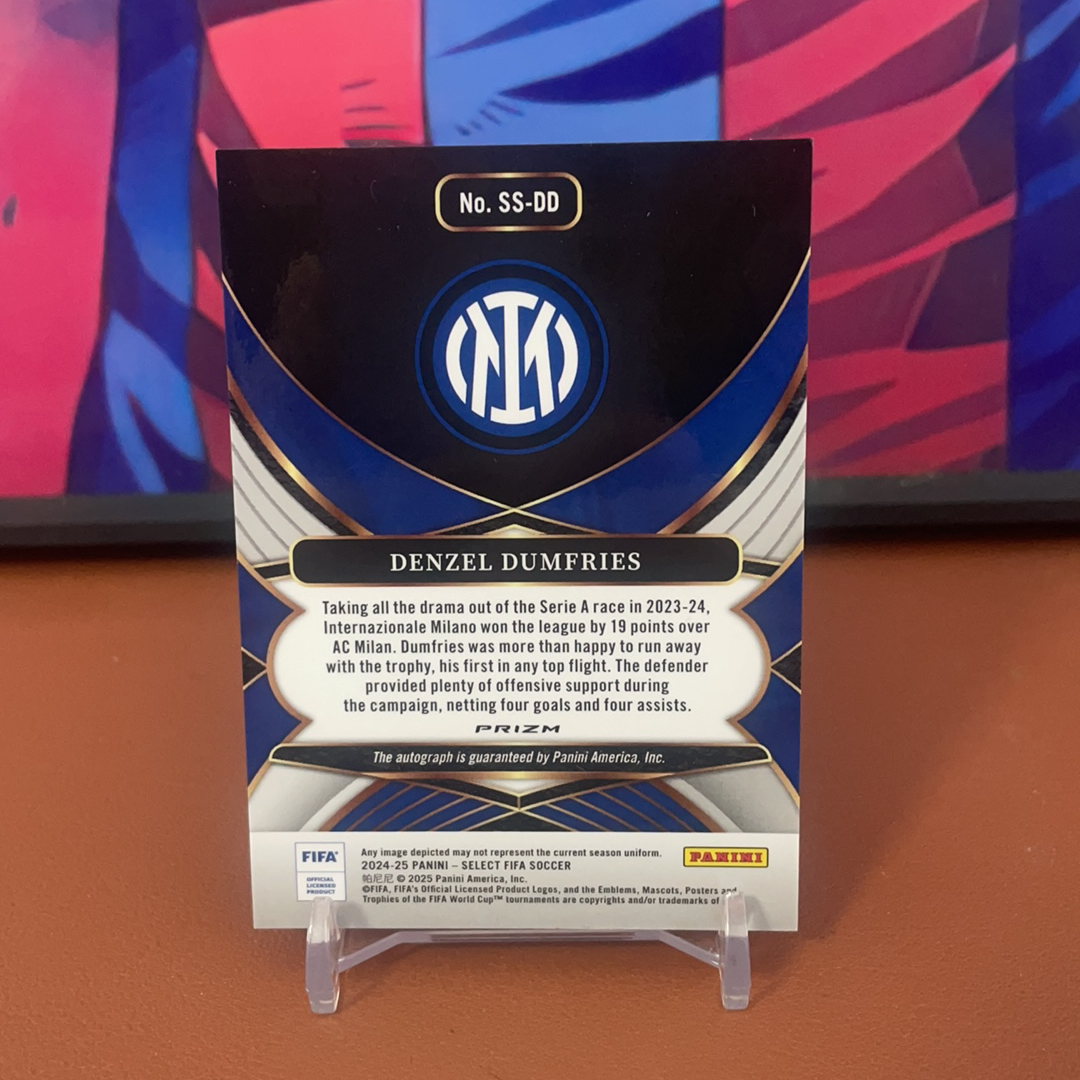 No. SS-DD
DENZEL DUMFRIES
Taking all the drama out of the Serie A race in 2023-24,
Internazionale Milano won the league by 19 points over
AC Milan. Dumfries was more than happy to run away
with the trophy, his first in any top flight. The defender
provided plenty of offensive support during
the campaign, netting four goals and four assists.
PRIZM
The autograph is guaranteed by Panini America, Inc.
FIFA®
OFFICIAL
LICENSED
PRODUCT
Any image depicted may not represent the current season uniform.
2024-25 PANINI – SELECT FIFA SOCCER
帕尼尼 © 2025 Panini America, Inc.
©FIFA, FIFA's Official Licensed Product Logos, and the Emblems, Mascots, Posters and
Trophies of the FIFA World Cup™ tournaments are copyrights and/or trademarks of
PANINI